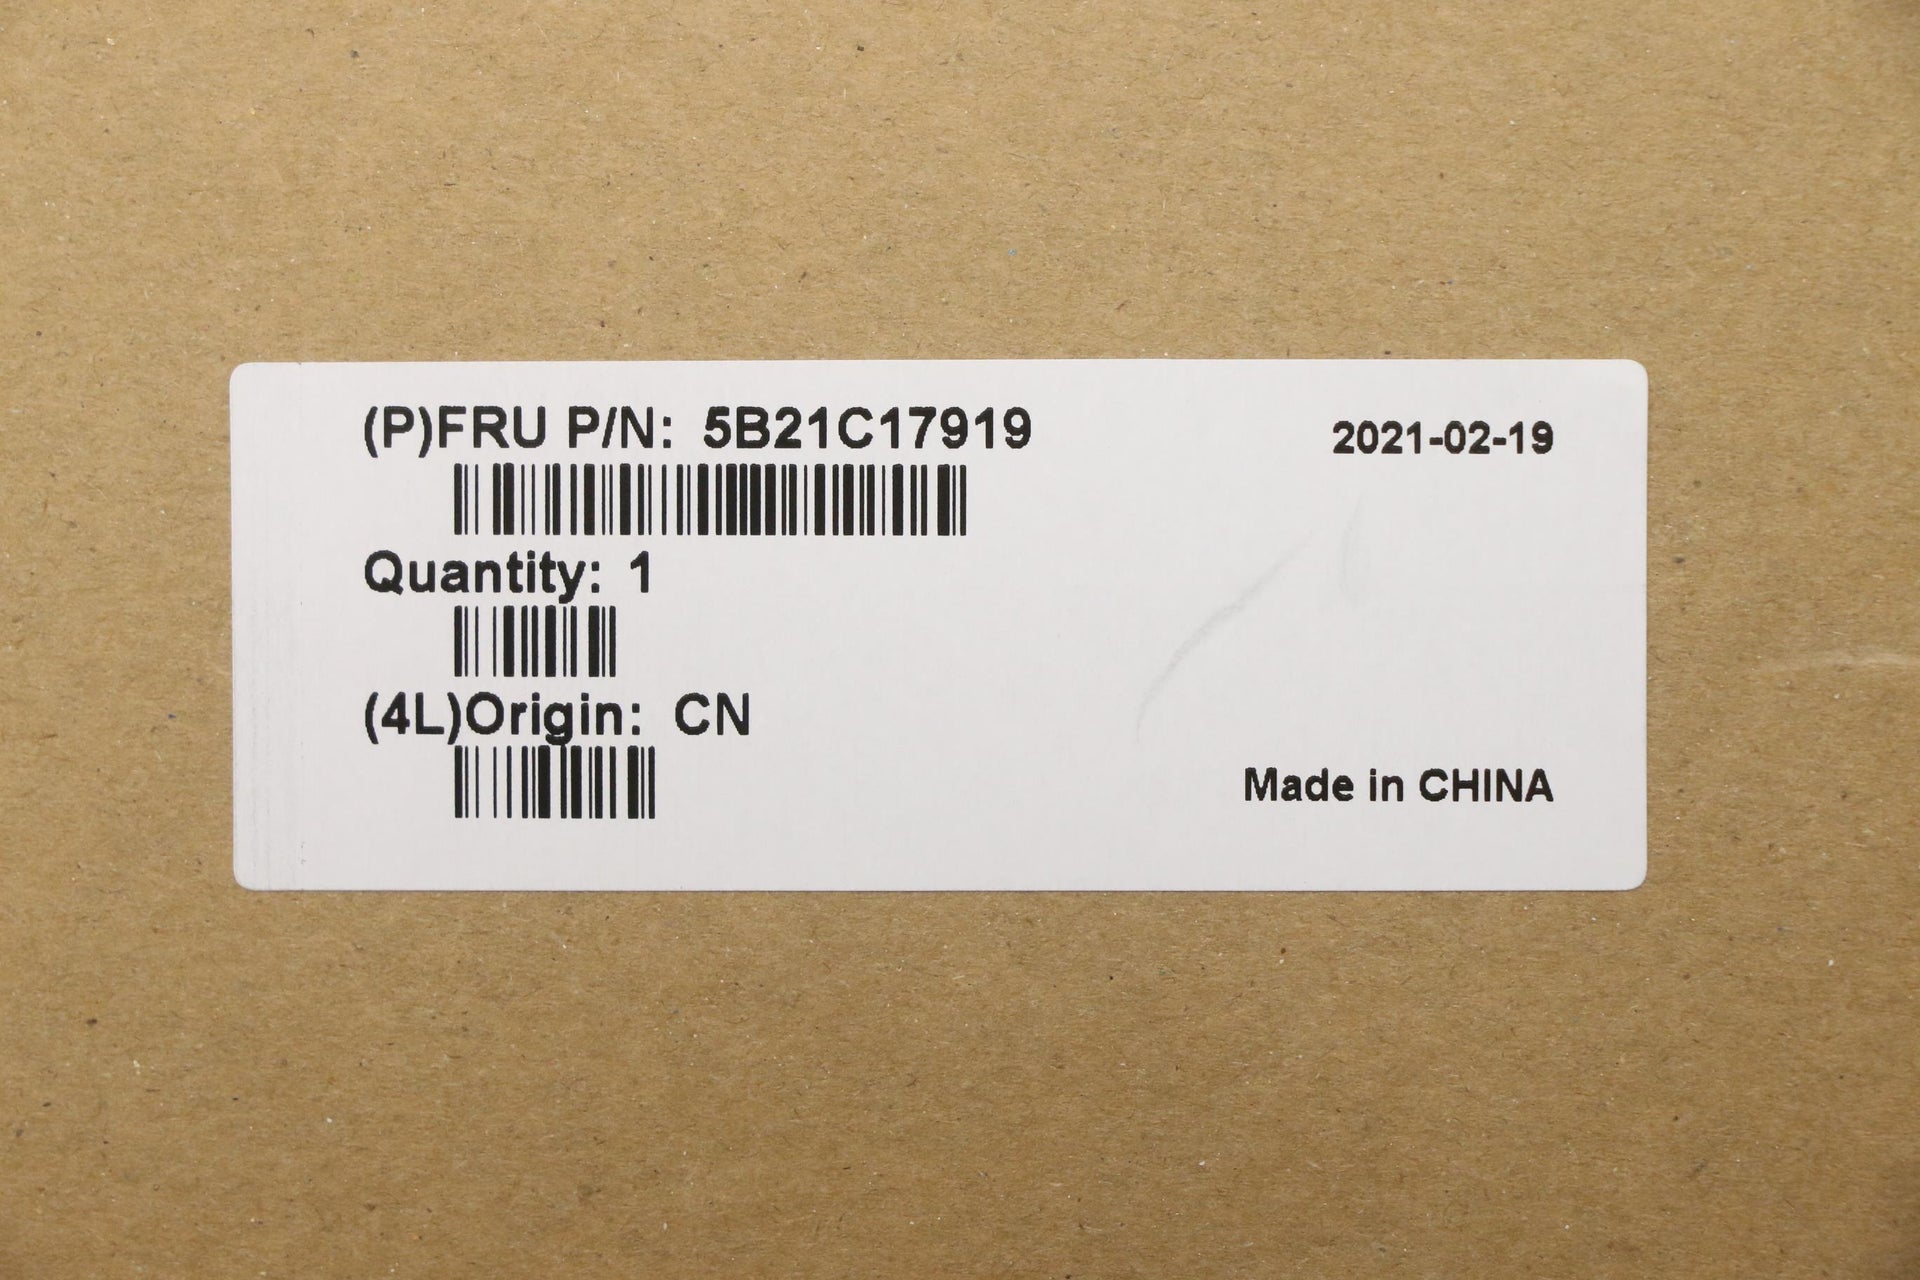 (P)FRU P/N: 5B21C17919
2021-02-19
Quantity: 1
(4L)Origin: CN
Made in CHINA